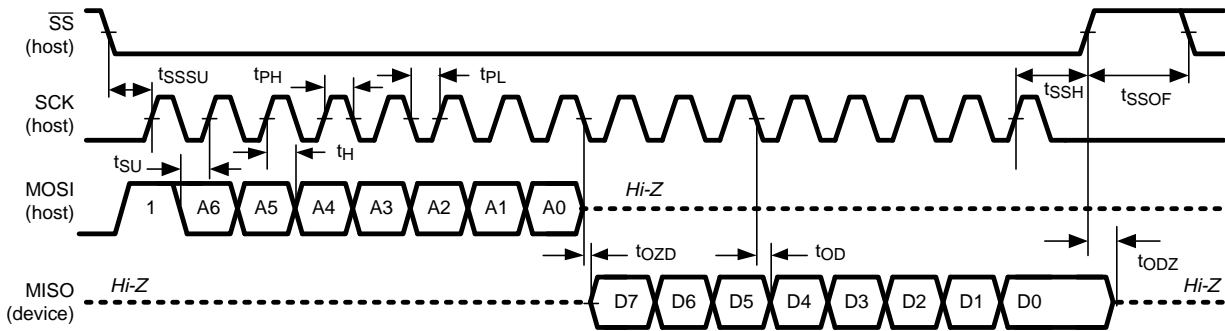 SS
(host)
tSSSU tPH tPL tSSH tSSOF
SCK
(host)
tSU tH
MOSI
(host)
1 A6 A5 A4 A3 A2 A1 A0 Hi-Z
tOZD tOD tODZ
MISO
(device)
Hi-Z D7 D6 D5 D4 D3 D2 D1 D0 Hi-Z